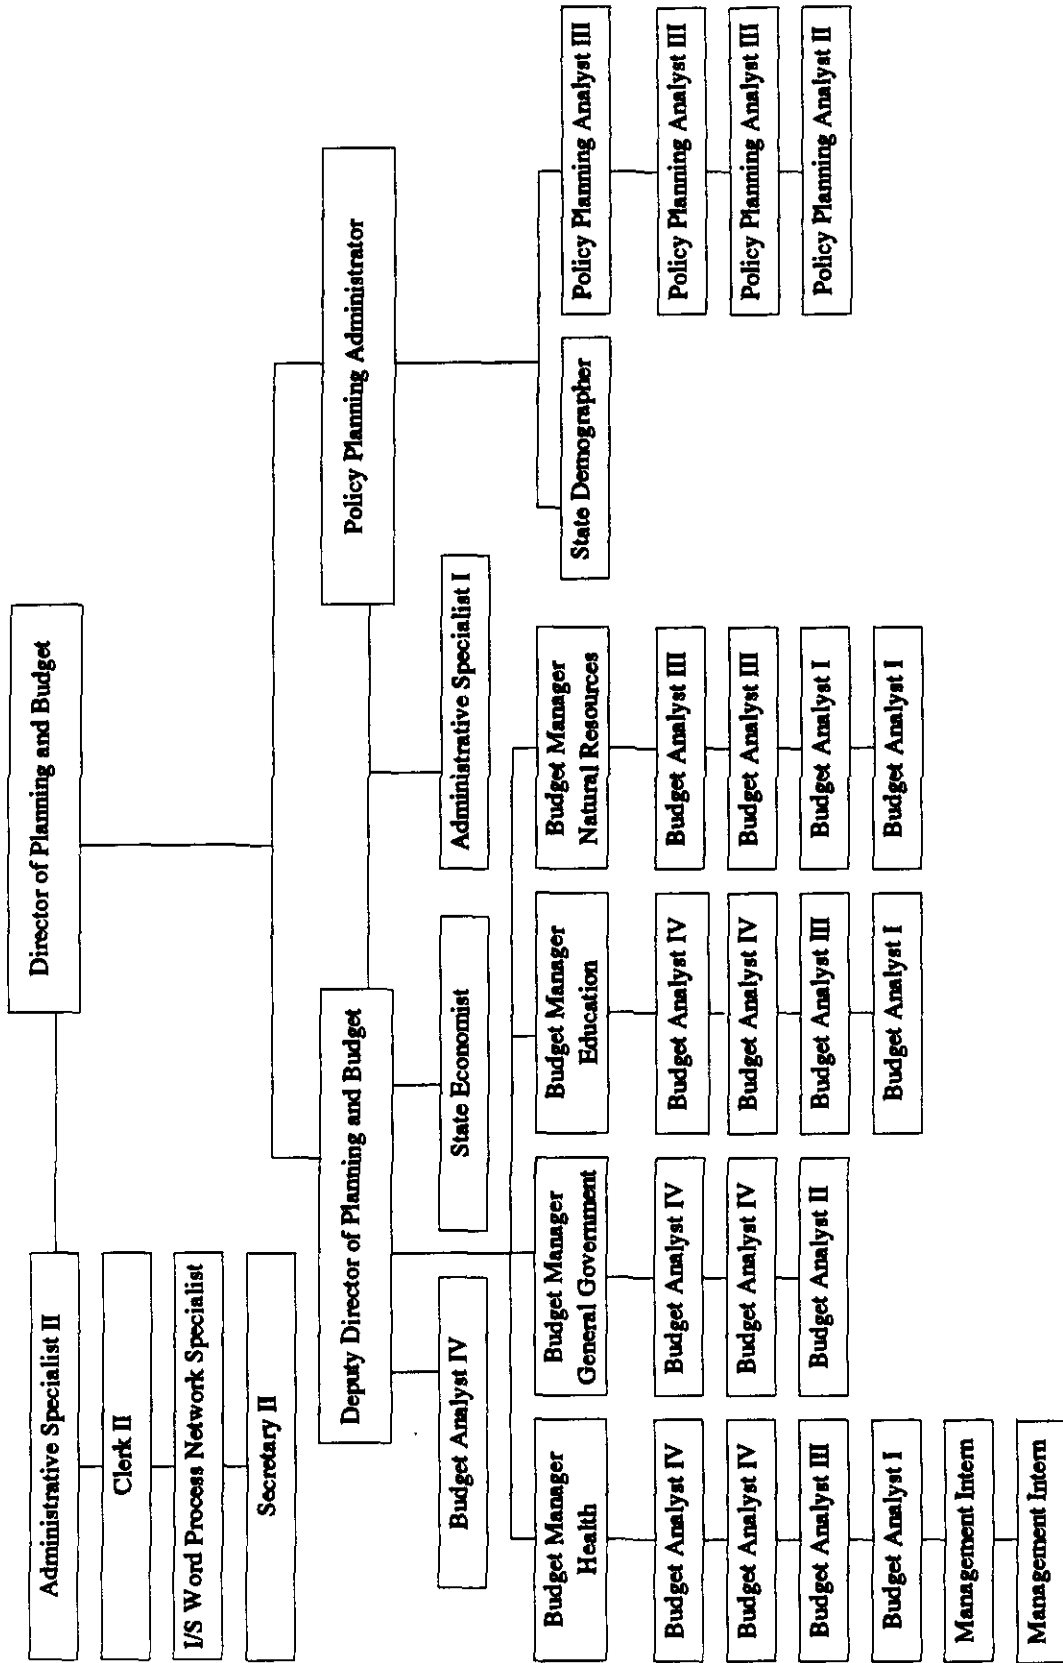 Director of Planning and Budget
Administrative Specialist II
Clerk II
I/S Word Process Network Specialist
Secretary II
Deputy Director of Planning and Budget
Policy Planning Administrator
Budget Analyst IV
State Economist
Administrative Specialist I
Budget Manager
Health
Budget Analyst IV
Budget Analyst IV
Budget Analyst III
Budget Analyst I
Management Intern
Management Intern
Budget Manager
General Government
Budget Analyst IV
Budget Analyst IV
Budget Analyst II
Budget Manager
Education
Budget Analyst IV
Budget Analyst IV
Budget Analyst III
Budget Analyst I
Budget Manager
Natural Resources
Budget Analyst III
Budget Analyst III
Budget Analyst I
Budget Analyst I
State Demographer
Policy Planning Analyst III
Policy Planning Analyst III
Policy Planning Analyst III
Policy Planning Analyst II